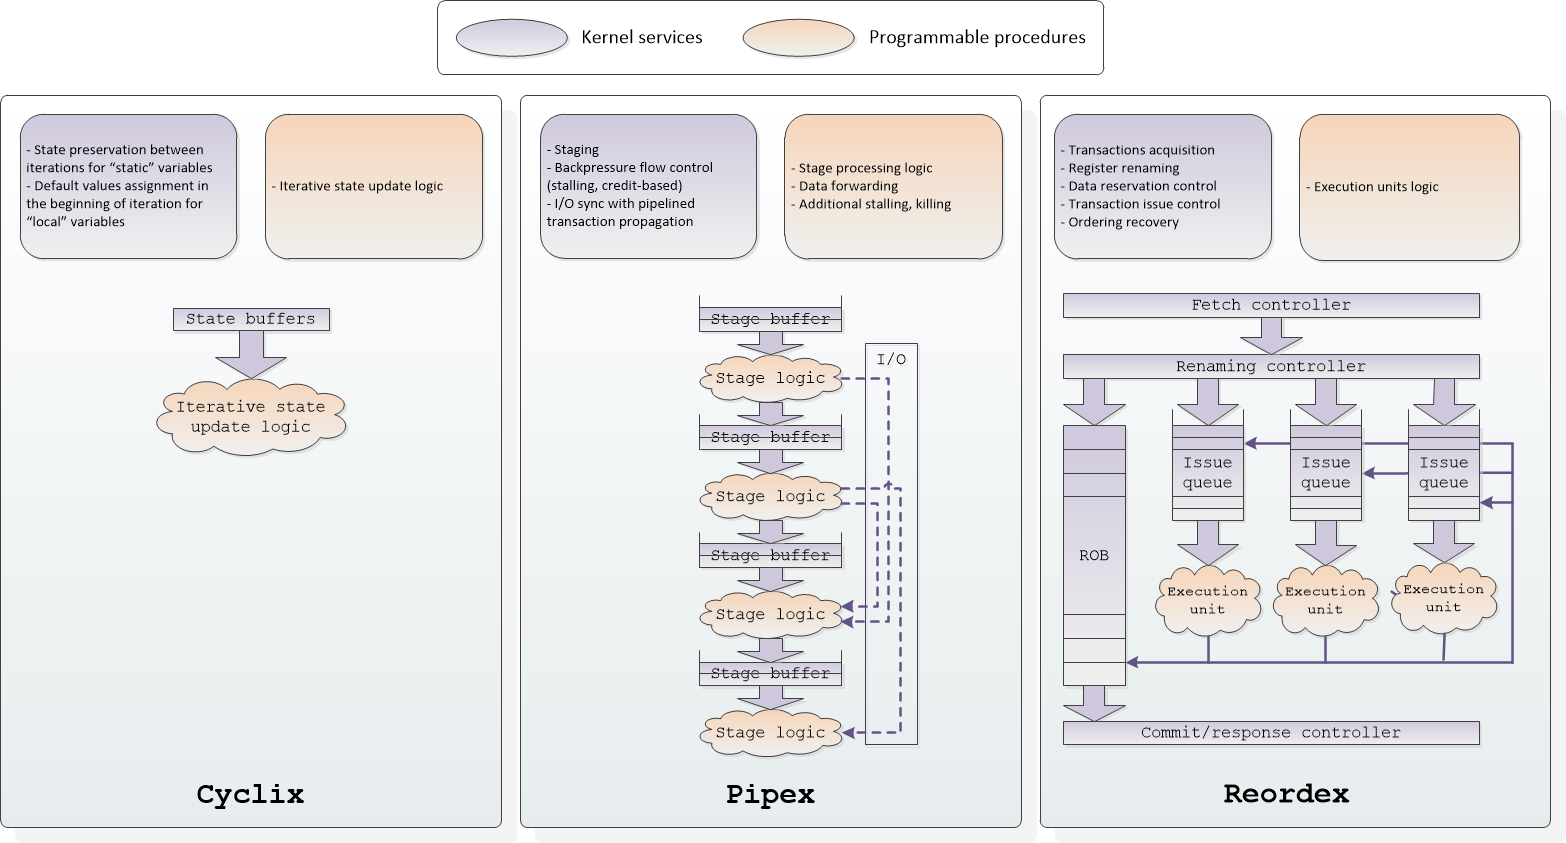 Kernel services
Programmable procedures
- State preservation between
iterations for “static” variables
- Default values assignment in
the beginning of iteration for
“local” variables
- Iterative state update logic
State buffers
Iterative state
update logic
Cyclix
- Staging
- Backpressure flow control
(stalling, credit-based)
- I/O sync with pipelined
transaction propagation
- Stage processing logic
- Data forwarding
- Additional stalling, killing
Stage buffer
I/O
Stage logic
Stage buffer
Stage logic
Stage buffer
Stage logic
Stage buffer
Stage logic
Pipex
- Transactions acquisition
- Register renaming
- Data reservation control
- Transaction issue control
- Ordering recovery
- Execution units logic
Fetch controller
Renaming controller
Issue
queue
Issue
queue
Issue
queue
ROB
Execution
unit
Execution
unit
Execution
unit
Commit/response controller
Reordex